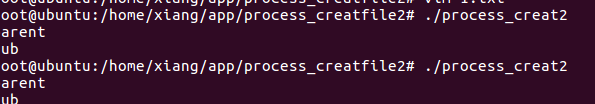 oot@ubuntu:/home/xiang/app/process_creatfile2# vim 1.txt
oot@ubuntu:/home/xiang/app/process_creatfile2# ./process_creat2
arent
ub
oot@ubuntu:/home/xiang/app/process_creatfile2# ./process_creat2
arent
ub